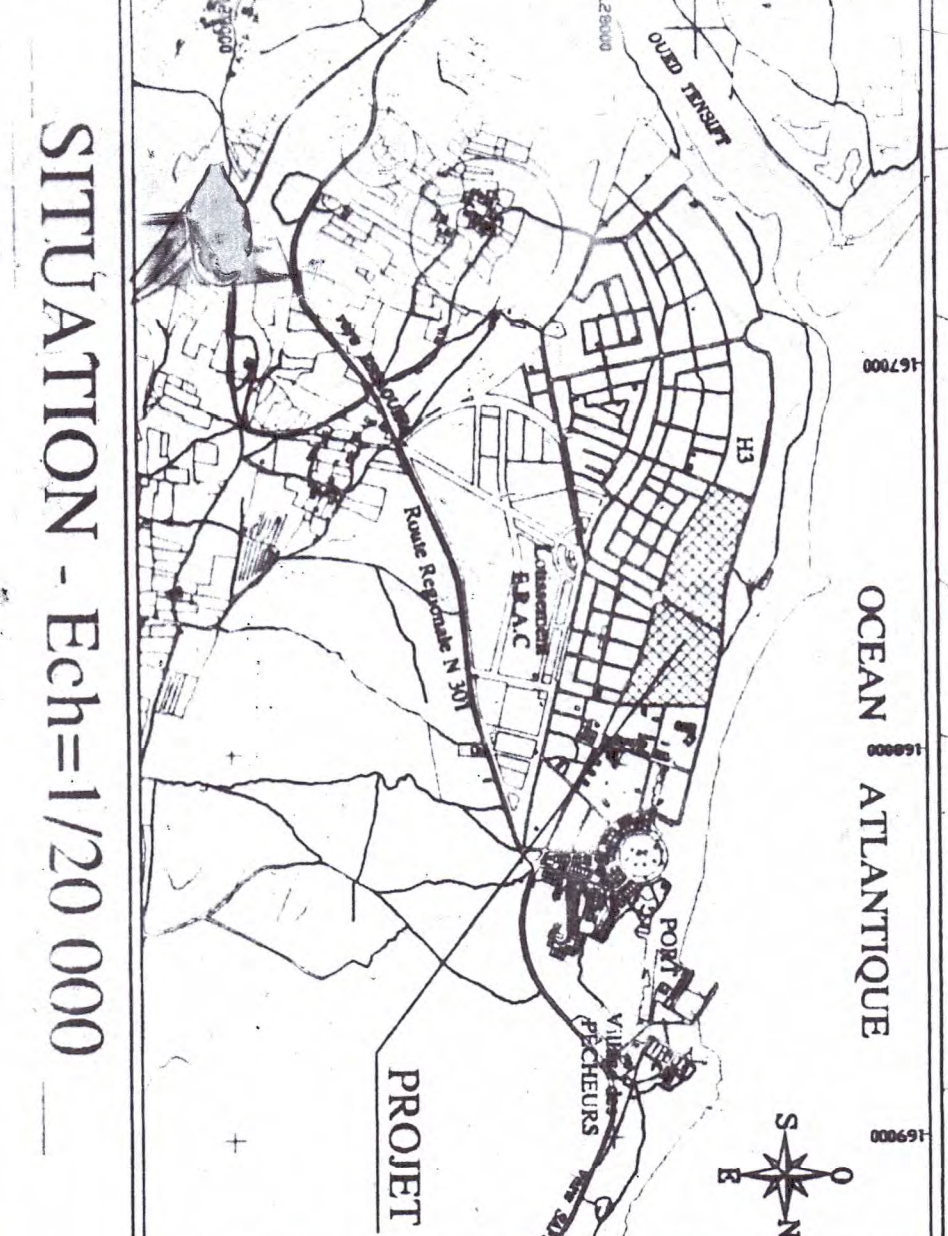 SITUATION - Ech=1/20 000
OCEAN ATLANTIQUE
OUED TENSIFT
28000
167000
168000
169000
H3
Lotissement
E.R.A.C
Route Regionale N 301
PORT
PECHEURS
PROJET
S
O
E
N